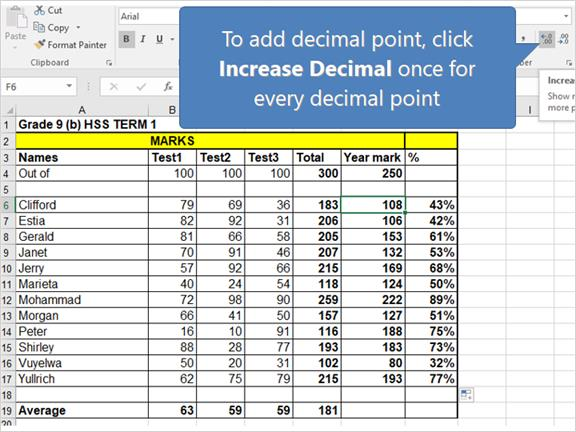 Cut
Copy
Format Painter
Paste
Clipboard
Arial
B I U
To add decimal point, click
Increase Decimal once for
every decimal point
Increa
Show n
more p
F6
A B I
1 Grade 9 (b) HSS TERM 1
2 MARKS
3 Names Test1 Test2 Test3 Total Year mark %
4 Out of 100 100 100 300 250
5
6 Clifford 79 69 36 183 108 43%
7 Estia 82 92 31 206 106 42%
8 Gerald 81 66 58 205 153 61%
9 Janet 70 91 46 207 132 53%
10 Jerry 57 92 66 215 169 68%
11 Marieta 40 24 54 118 124 50%
12 Mohammad 72 98 90 259 222 89%
13 Morgan 66 41 50 157 127 51%
14 Peter 16 10 91 116 188 75%
15 Shirley 88 28 77 193 183 73%
16 Vuyelwa 50 20 31 102 80 32%
17 Yullrich 62 75 79 215 193 77%
18
19 Average 63 59 59 181
20